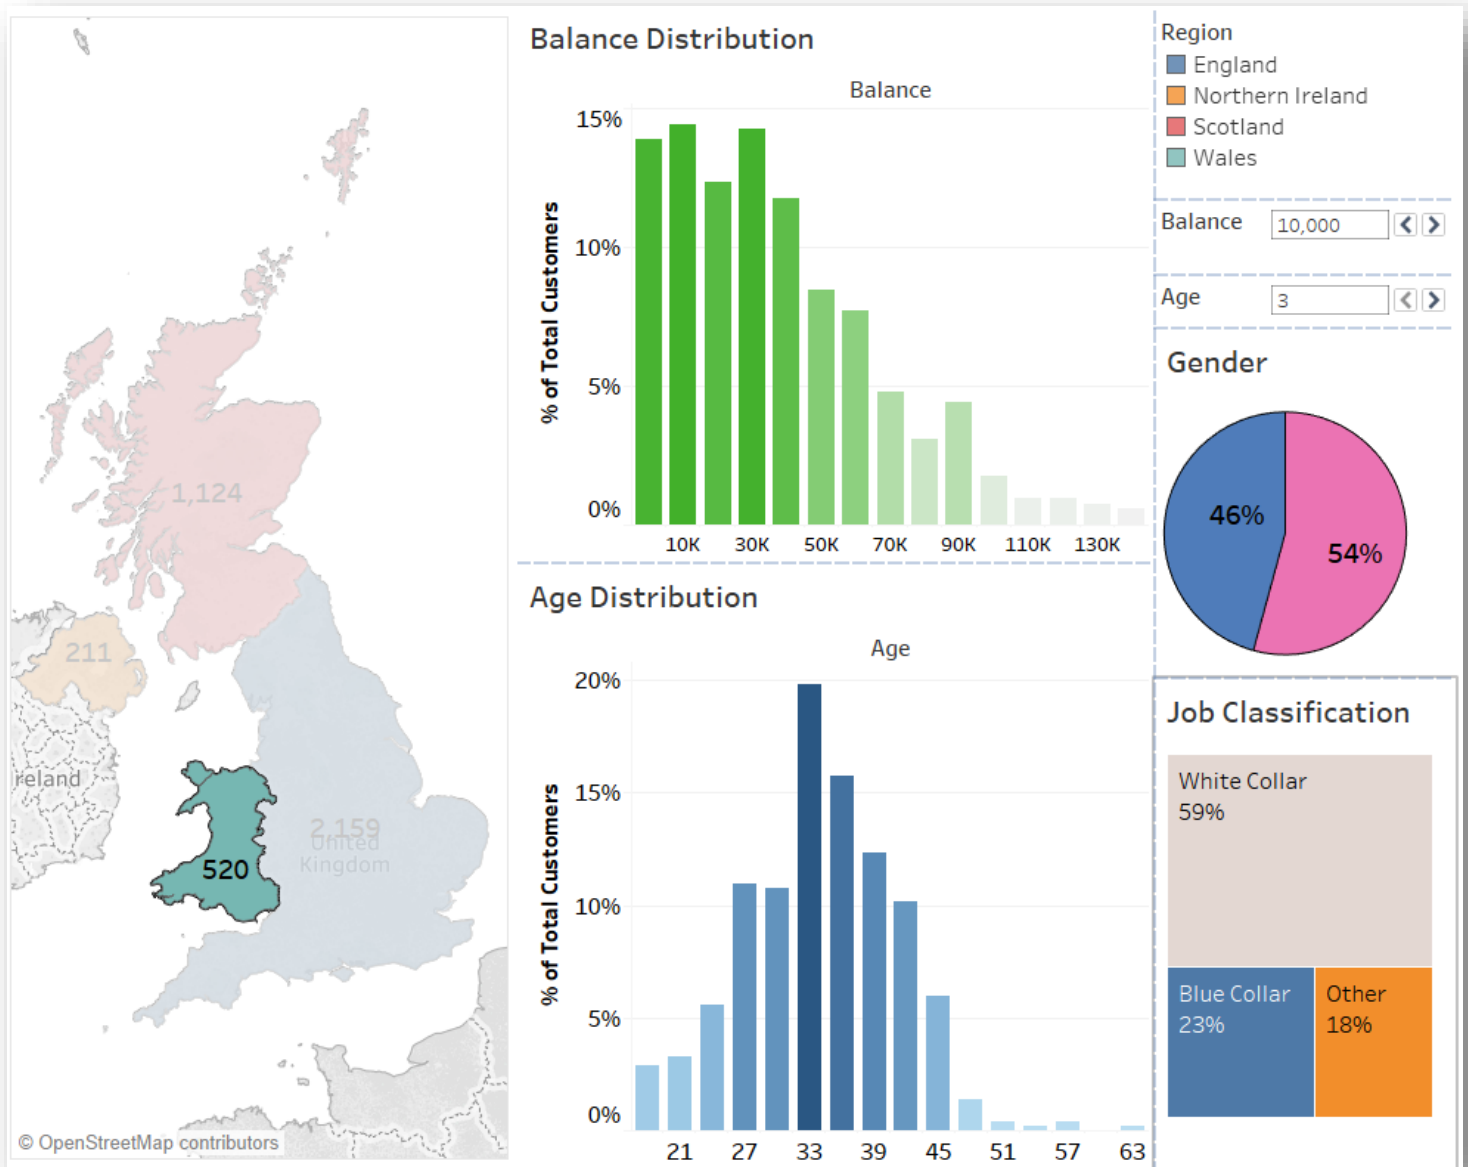 1,124
211
reland
2,159
United
Kingdom
520
© OpenStreetMap contributors
Balance Distribution
Balance
% of Total Customers
15%
10%
5%
0%
10K 30K 50K 70K 90K 110K 130K
Age Distribution
Age
% of Total Customers
20%
15%
10%
5%
0%
21 27 33 39 45 51 57 63
Region
England
Northern Ireland
Scotland
Wales
Balance 10,000
Age 3
Gender
46%
54%
Job Classification
White Collar
59%
Blue Collar
23%
Other
18%